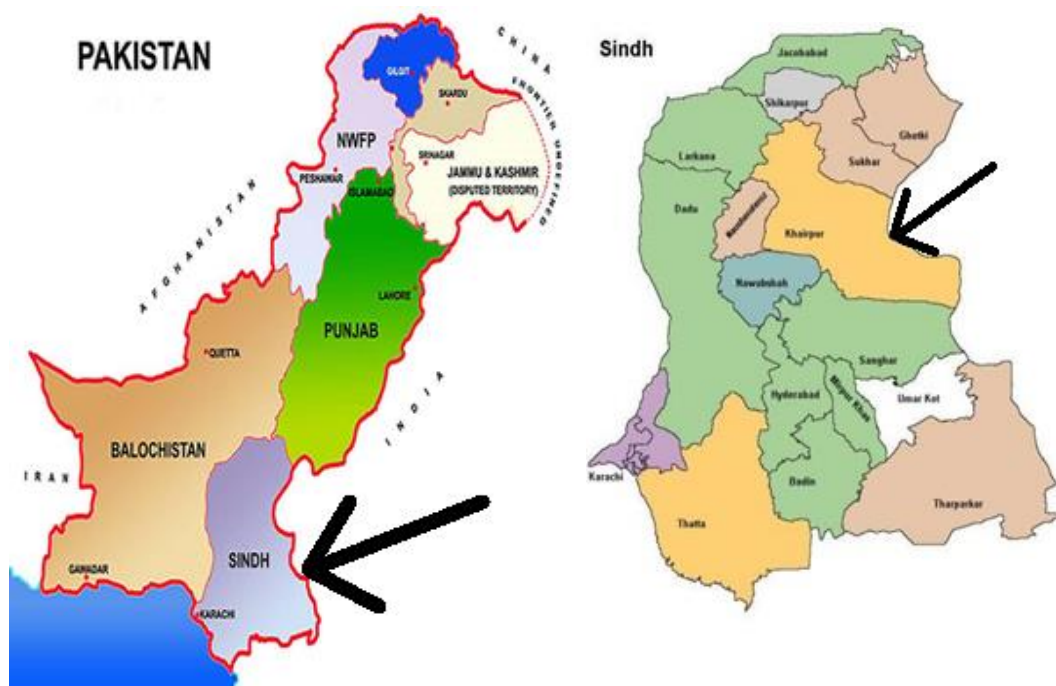 PAKISTAN
CHINA
FRONTIER UNDEFINED
GILGIT
SKARDU
NWFP
SRINAGAR
JAMMU & KASHMIR
(DISPUTED TERRITORY)
PESHAWAR
ISLAMABAD
AFGHANISTAN
LAHORE
PUNJAB
QUETTA
INDIA
BALOCHISTAN
IRAN
SINDH
GAWADAR
KARACHI
Sindh
Jacobabad
Shikarpur
Ghotki
Larkana
Sukhar
Dadu
Khairpur
Nawabshah
Sanghar
Hyderabad
Mirpur Khas
Umar Kot
Karachi
Badin
Tharparkar
Thatta